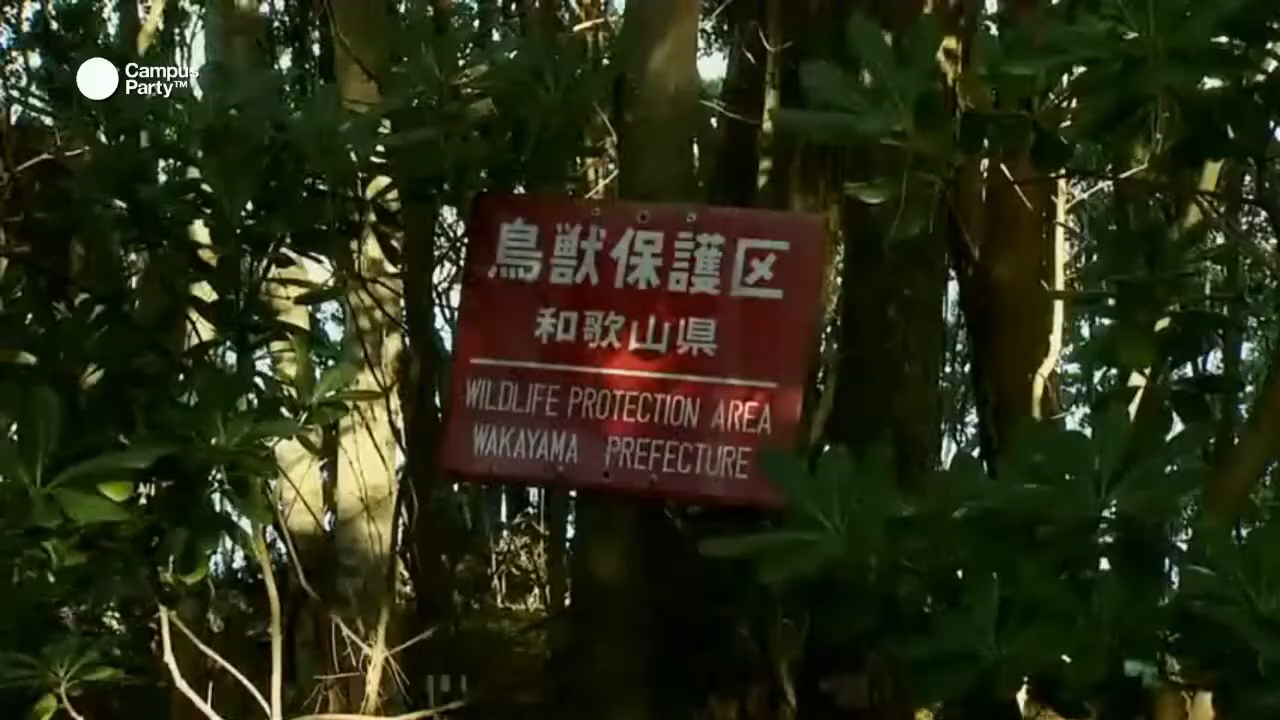 Campus
Party™
鳥獣保護区
和歌山県
WILDLIFE PROTECTION AREA
WAKAYAMA PREFECTURE